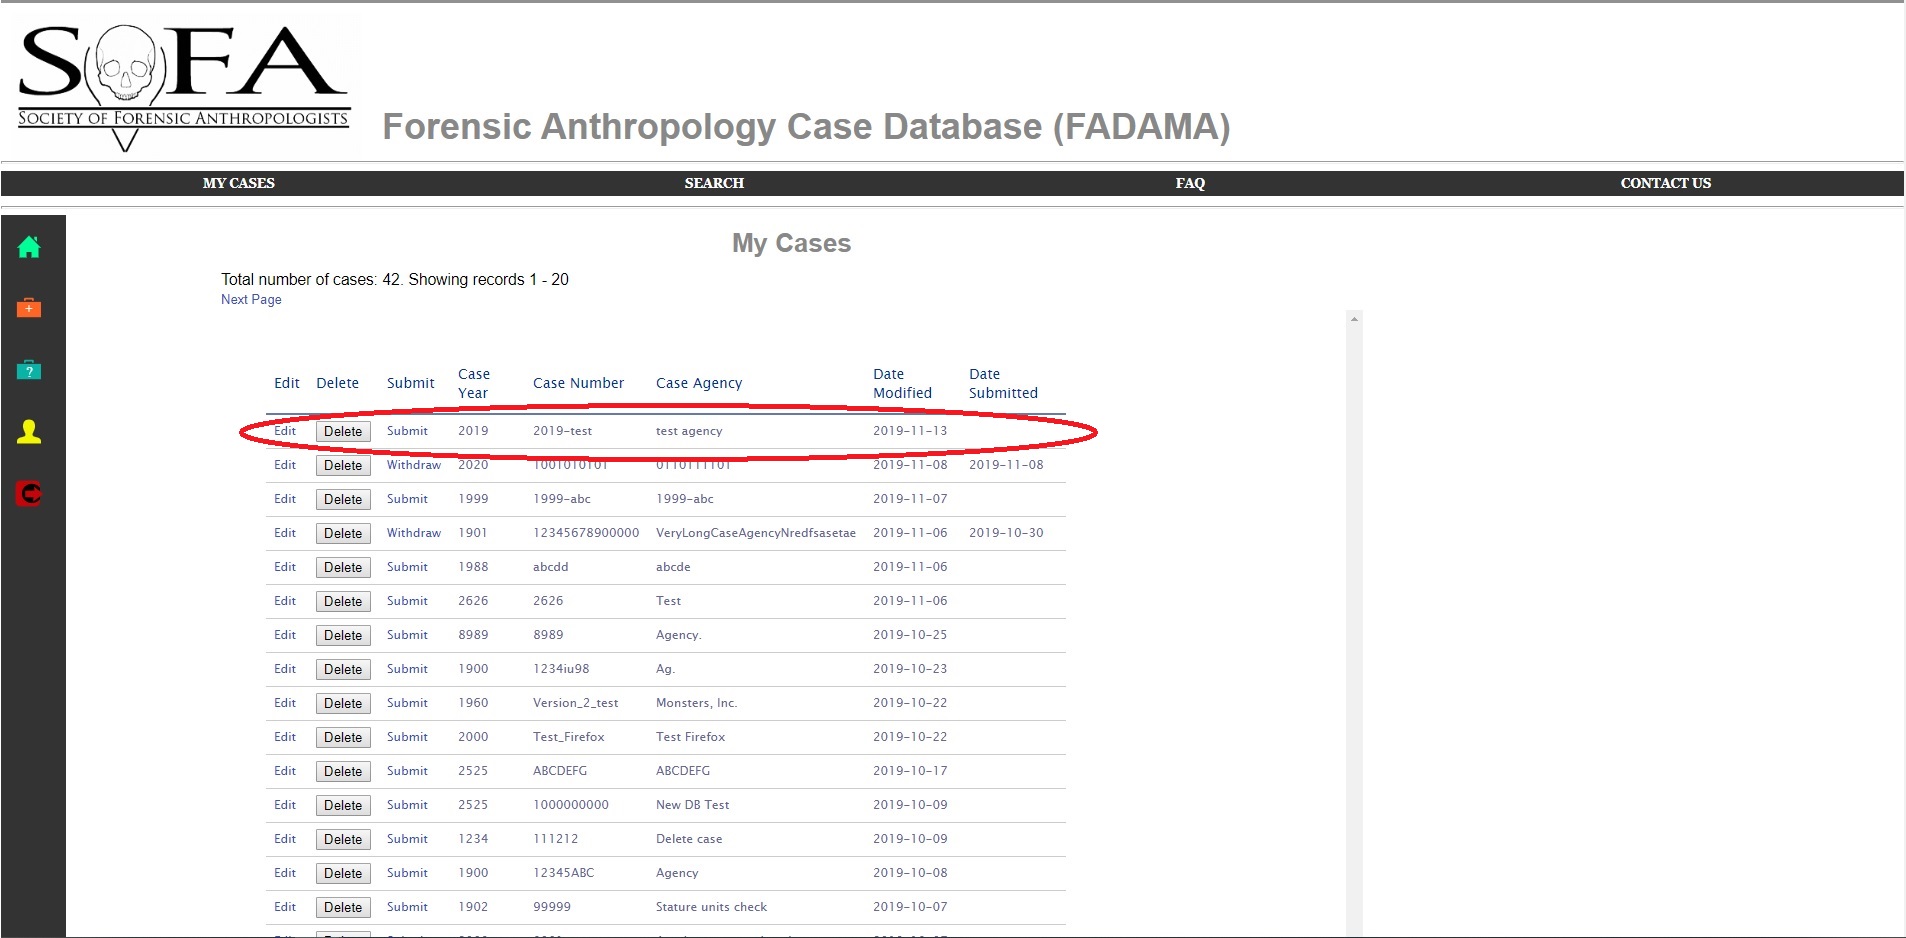 SOFA
SOCIETY OF FORENSIC ANTHROPOLOGISTS
Forensic Anthropology Case Database (FADAMA)
MY CASES SEARCH FAQ CONTACT US
My Cases
Total number of cases: 42. Showing records 1 - 20
Next Page
Edit Delete Submit Case Year Case Number Case Agency Date Modified Date Submitted
Edit Delete Submit 2019 2019-test test agency 2019-11-13
Edit Delete Withdraw 2020 1001010101 0110111101 2019-11-08 2019-11-08
Edit Delete Submit 1999 1999-abc 1999-abc 2019-11-07
Edit Delete Withdraw 1901 12345678900000 VeryLongCaseAgencyNredfsasetae 2019-11-06 2019-10-30
Edit Delete Submit 1988 abcdd abcde 2019-11-06
Edit Delete Submit 2626 2626 Test 2019-11-06
Edit Delete Submit 8989 8989 Agency. 2019-10-25
Edit Delete Submit 1900 1234iu98 Ag. 2019-10-23
Edit Delete Submit 1960 Version_2_test Monsters, Inc. 2019-10-22
Edit Delete Submit 2000 Test_Firefox Test Firefox 2019-10-22
Edit Delete Submit 2525 ABCDEFG ABCDEFG 2019-10-17
Edit Delete Submit 2525 1000000000 New DB Test 2019-10-09
Edit Delete Submit 1234 111212 Delete case 2019-10-09
Edit Delete Submit 1900 12345ABC Agency 2019-10-08
Edit Delete Submit 1902 99999 Stature units check 2019-10-07